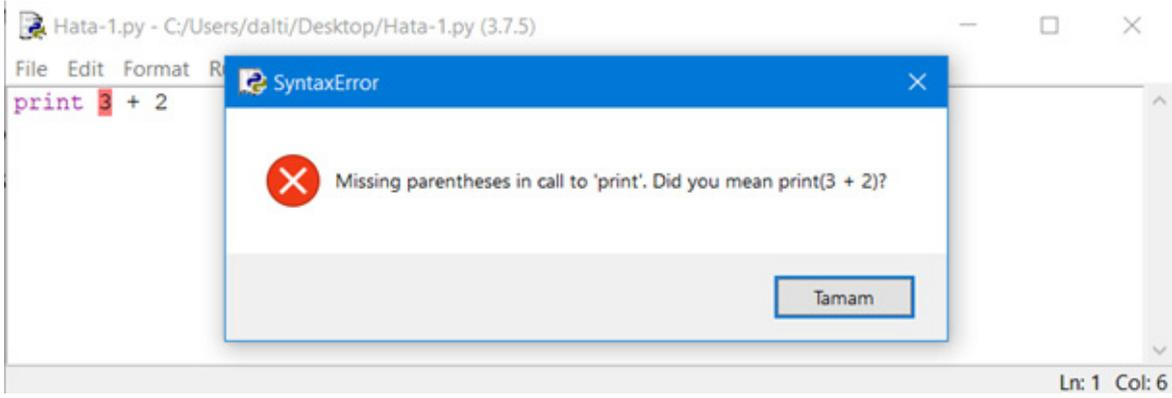 Hata-1.py - C:/Users/dalti/Desktop/Hata-1.py (3.7.5)
File Edit Format
SyntaxError
print 3 + 2
Missing parentheses in call to 'print'. Did you mean print(3 + 2)?
Tamam
Ln: 1 Col: 6